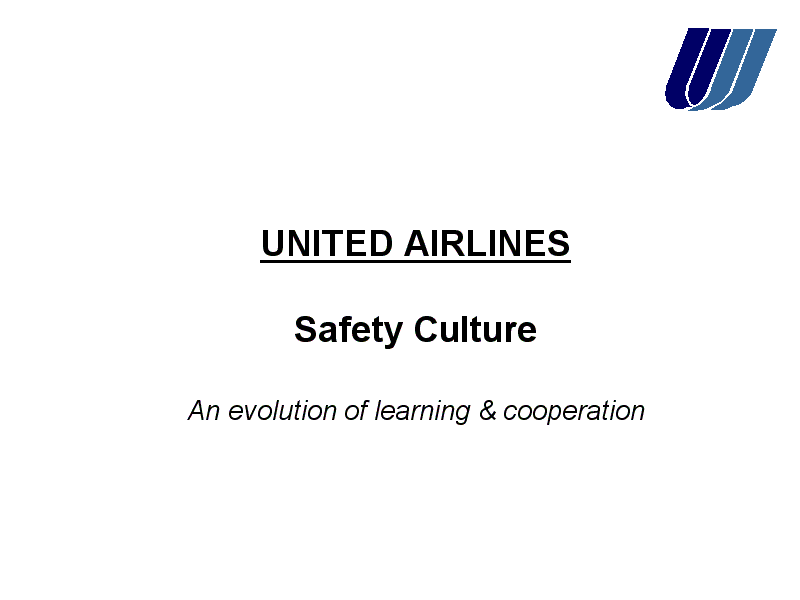 UNITED AIRLINES
Safety Culture
An evolution of learning & cooperation